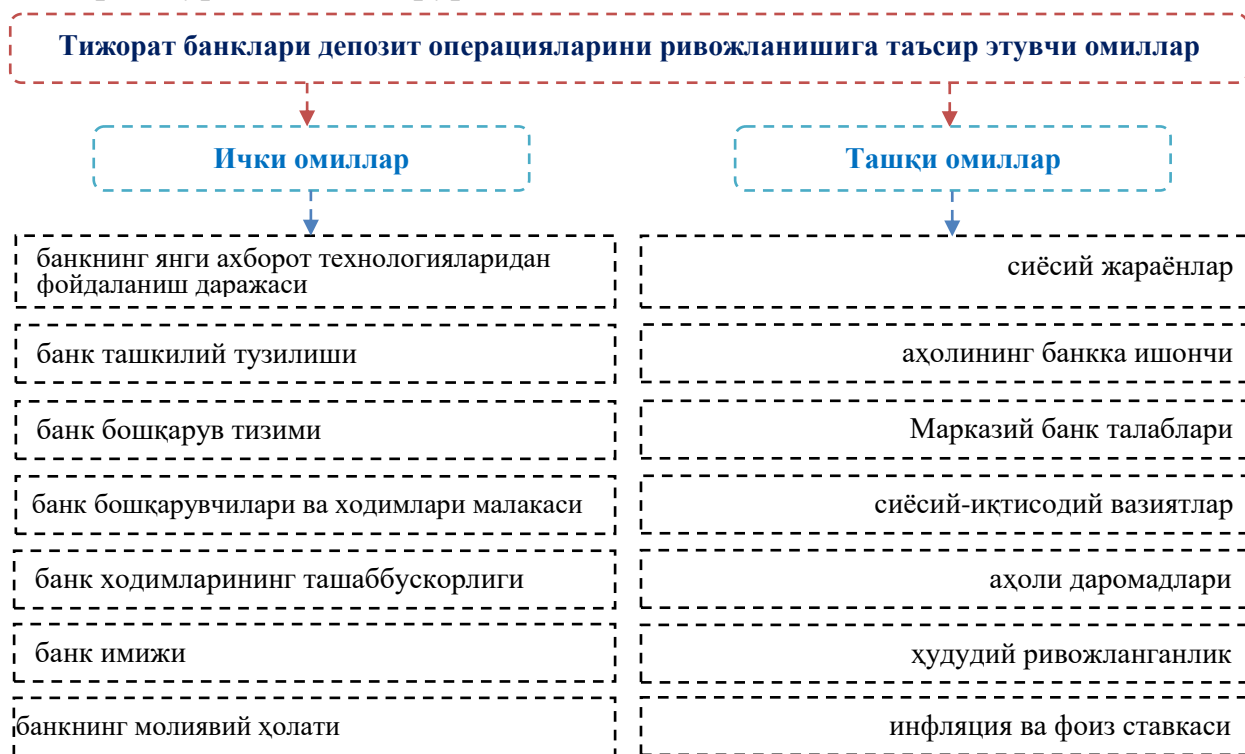 Тижорат банклари депозит операцияларини ривожланишига таъсир этувчи омиллар
Ички омиллар
Ташқи омиллар
банкнинг янги ахборот технологияларидан
фойдаланиш даражаси
банк ташкилий тузилиши
банк бошқарув тизими
банк бошқарувчилари ва ходимлари малакаси
банк ходимларининг ташаббускорлиги
банк имижи
банкнинг молиявий ҳолати
сиёсий жараёнлар
аҳолининг банкка ишончи
Марказий банк талаблари
сиёсий-иқтисодий вазиятлар
аҳоли даромадлари
ҳудудий ривожланганлик
инфляция ва фоиз ставкаси